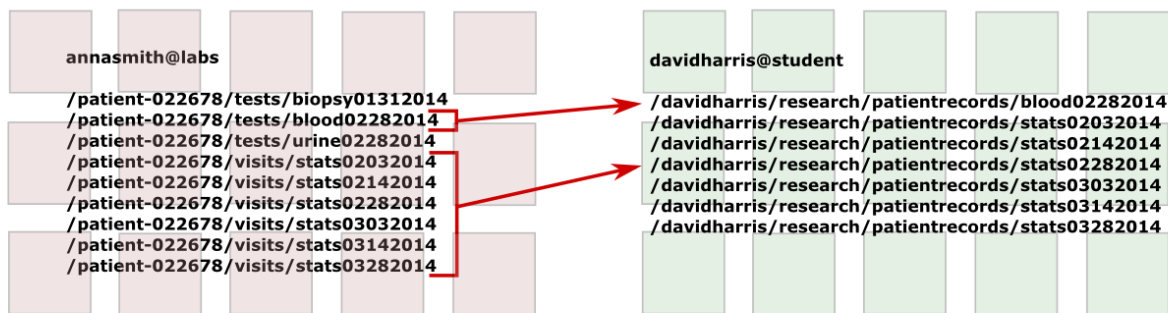 annasmith@labs
/patient-022678/tests/biopsy01312014
/patient-022678/tests/blood02282014
/patient-022678/tests/urine02282014
/patient-022678/visits/stats02032014
/patient-022678/visits/stats02142014
/patient-022678/visits/stats02282014
/patient-022678/visits/stats03032014
/patient-022678/visits/stats03142014
/patient-022678/visits/stats03282014
davidharris@student
/davidharris/research/patientrecords/blood02282014
/davidharris/research/patientrecords/stats02032014
/davidharris/research/patientrecords/stats02142014
/davidharris/research/patientrecords/stats02282014
/davidharris/research/patientrecords/stats03032014
/davidharris/research/patientrecords/stats03142014
/davidharris/research/patientrecords/stats03282014